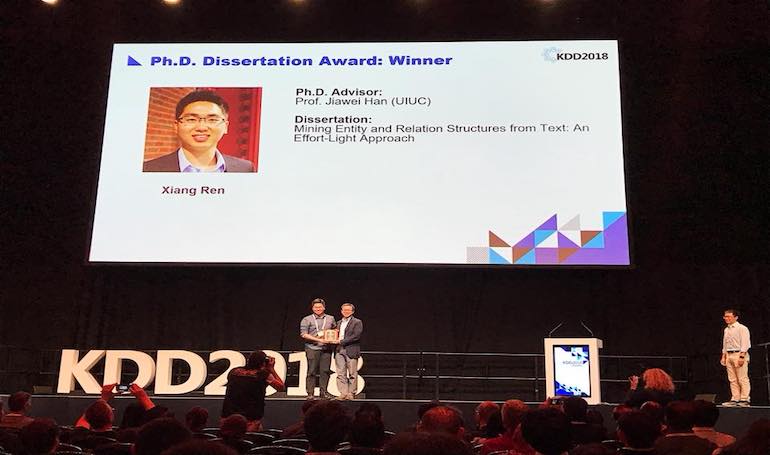 Ph.D. Dissertation Award: Winner
KDD2018
Ph.D. Advisor:
Prof. Jiawei Han (UIUC)
Dissertation:
Mining Entity and Relation Structures from Text: An
Effort-Light Approach
Xiang Ren
KDD2018